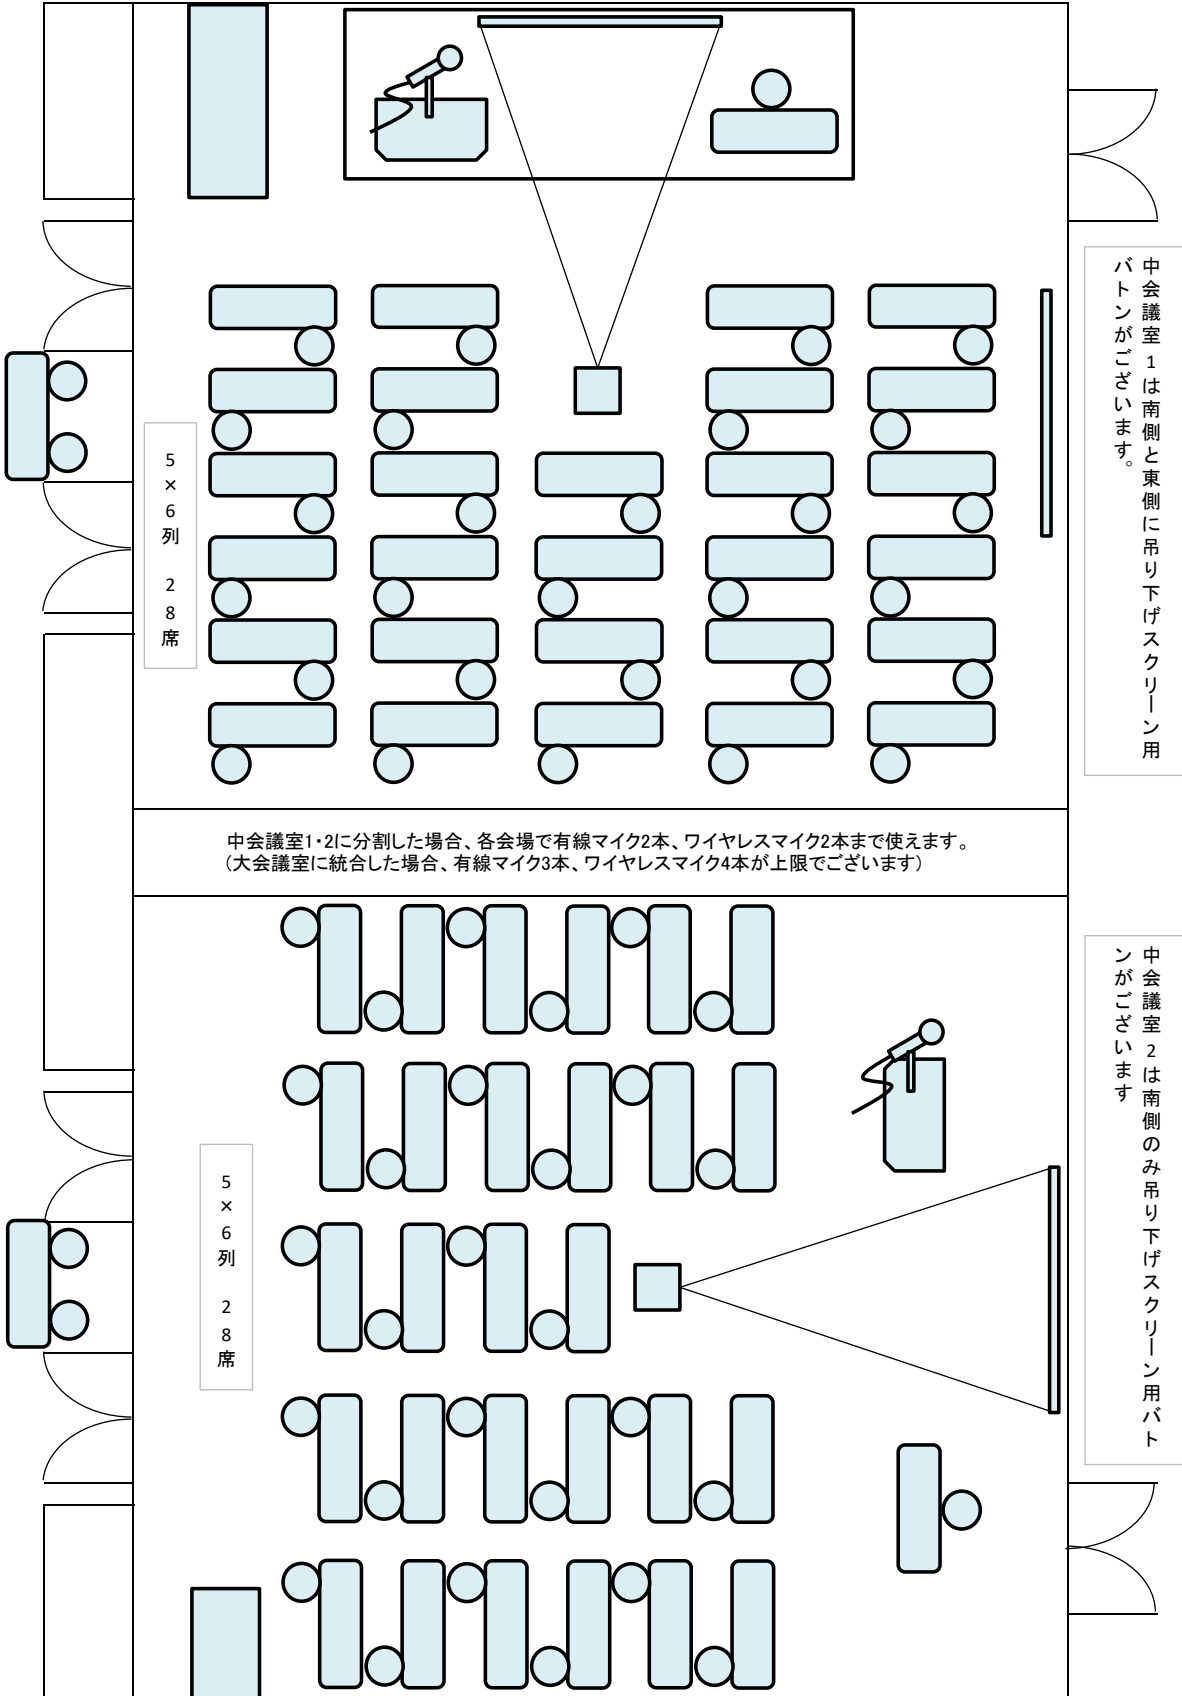 中会議室1は南側と東側に吊り下げスクリーン用
バトンがございます。
5×6列　28席
中会議室1・2に分割した場合、各会場で有線マイク2本、ワイヤレスマイク2本まで使えます。
(大会議室に統合した場合、有線マイク3本、ワイヤレスマイク4本が上限でございます)
中会議室2は南側のみ吊り下げスクリーン用バト
ンがございます
5×6列　28席